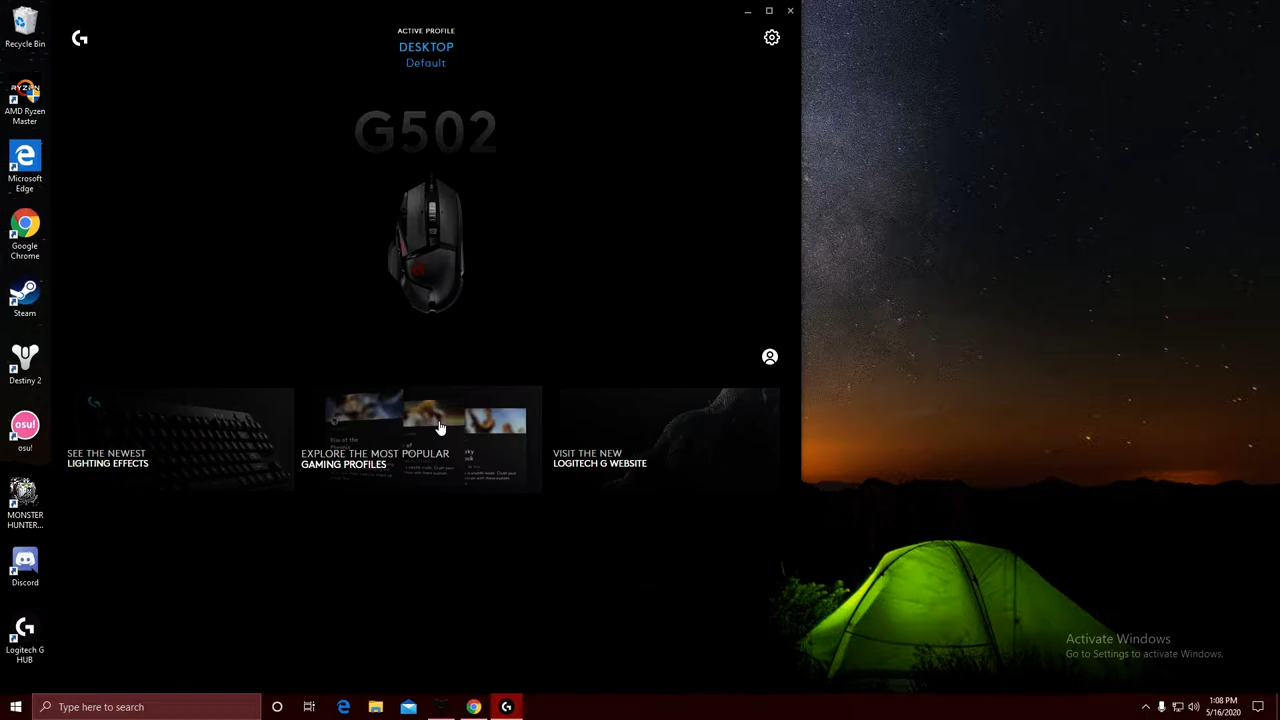 Recycle Bin
AMD Ryzen
Master
Microsoft
Edge
Google
Chrome
Steam
Destiny 2
osu!
osu!
MONSTER
HUNTER...
Discord
Logitech G
HUB
ACTIVE PROFILE
DESKTOP
Default
G502
SEE THE NEWEST
LIGHTING EFFECTS
EXPLORE THE MOST POPULAR
GAMING PROFILES
VISIT THE NEW
LOGITECH G WEBSITE
Activate Windows
Go to Settings to activate Windows.
Type here to search
1:08 PM
5/16/2020